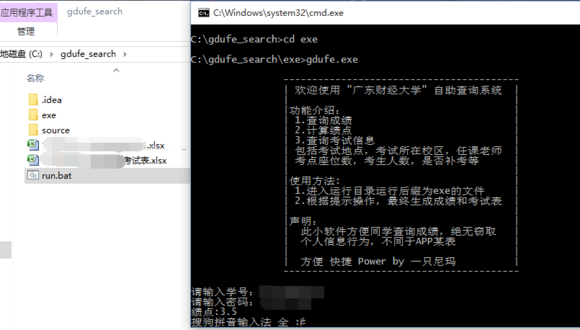 应用程序工具
gdufe_search
管理
地磁盘 (C:) › gdufe_search ›
名称
.idea
exe
source
.xlsx
考试表.xlsx
run.bat
C:\Windows\system32\cmd.exe
C:\gdufe_search>cd exe
C:\gdufe_search\exe>gdufe.exe
欢迎使用 "广东财经大学" 自助查询系统
功能介绍:
1.查询成绩
2.计算绩点
3.查询考试信息
包括考试地点, 考试所在校区, 任课老师
考点座位数, 考生人数, 是否补考等
使用方法:
1.进入运行目录运行后缀为exe的文件
2.根据提示操作, 最终生成成绩和考试表
声明:
此小软件方便同学查询成绩, 绝无窃取
个人信息行为, 不同于APP某表
方便 快捷 Power by 一只尼玛
请输入学号:
请输入密码:
绩点:3.5
搜狗拼音输入法 全 :